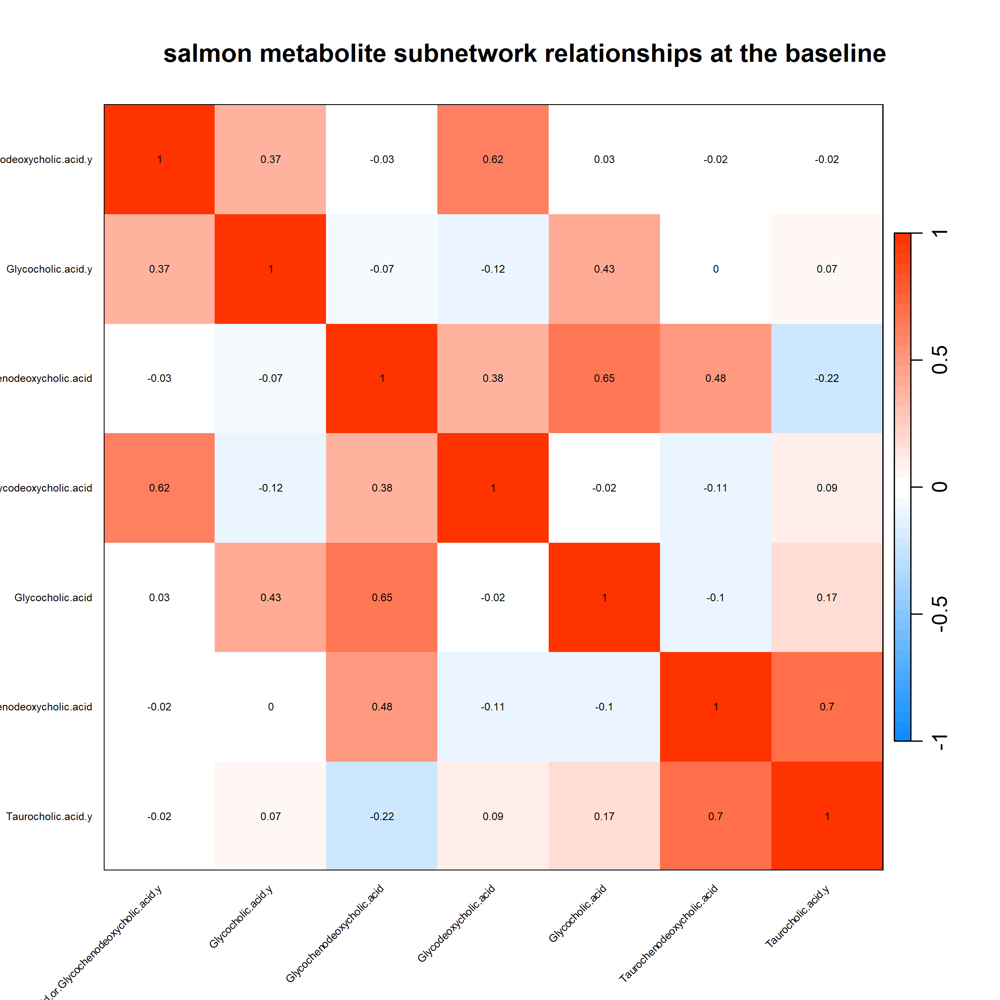 salmon metabolite subnetwork relationships at the baseline
odeoxycholic.acid.y 1 0.37 -0.03 0.62 0.03 -0.02 -0.02
Glycocholic.acid.y 0.37 1 -0.07 -0.12 0.43 0 0.07
enodeoxycholic.acid -0.03 -0.07 1 0.38 0.65 0.48 -0.22
ycodeoxycholic.acid 0.62 -0.12 0.38 1 -0.02 -0.11 0.09
Glycocholic.acid 0.03 0.43 0.65 -0.02 1 -0.1 0.17
enodeoxycholic.acid -0.02 0 0.48 -0.11 -0.1 1 0.7
Taurocholic.acid.y -0.02 0.07 -0.22 0.09 0.17 0.7 1
1
0.5
0
-0.5
-1
id.or.Glycochenodeoxycholic.acid.y
Glycocholic.acid.y
Glycochenodeoxycholic.acid
Glycodeoxycholic.acid
Glycocholic.acid
Taurochenodeoxycholic.acid
Taurocholic.acid.y